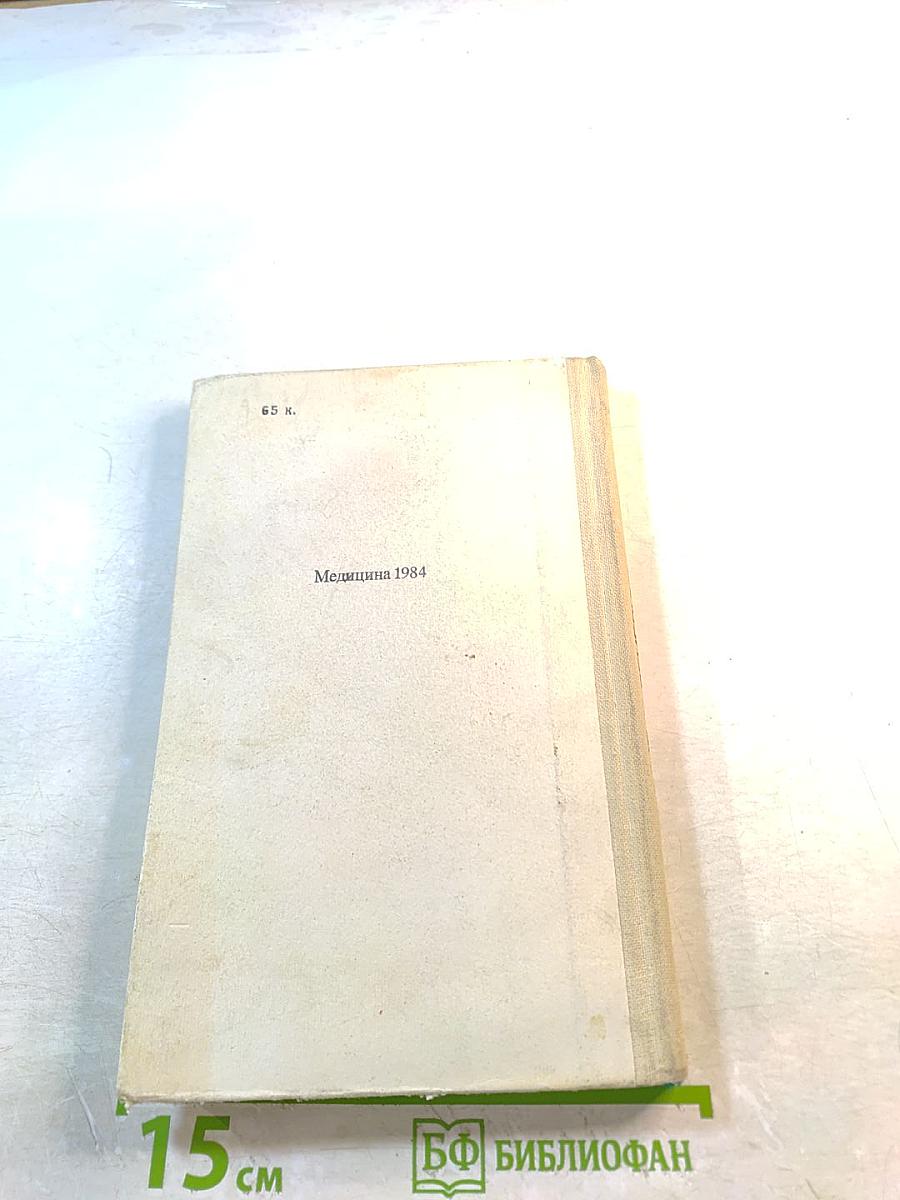 65 к.
Медицина 1984
15 см
БФ БИБЛИОФАН